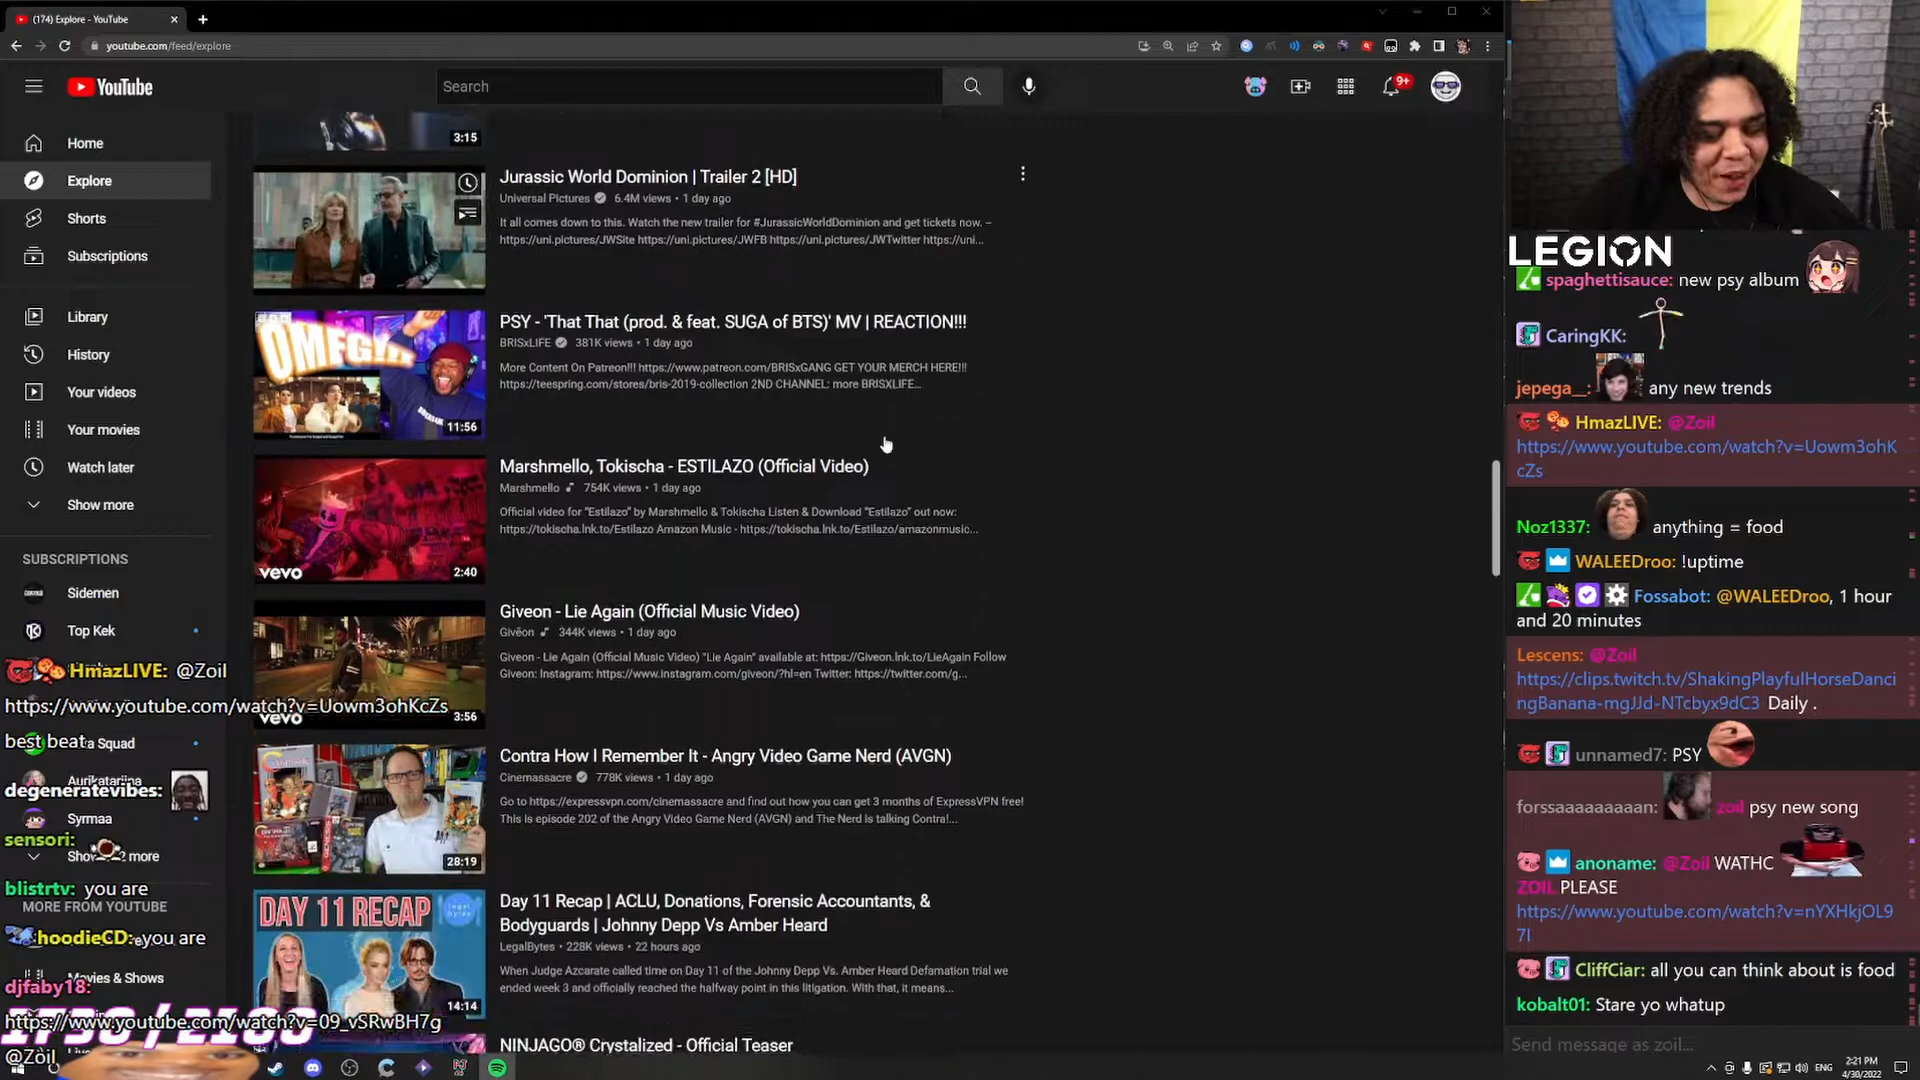 (174) Explore - YouTube
youtube.com/feed/explore
YouTube
Search
9+
Home
Explore
Shorts
Subscriptions
Library
History
Your videos
Your movies
Watch later
Show more
SUBSCRIPTIONS
Sidemen
Top Kek
HmazLIVE: @Zoil
https://www.youtube.com/watch?v=Uowm3ohKcZs
best beat
a Squad
Aurikatariina
degeneratevibes:
Syrmaa
sensori:
blistrtv: you are
MORE FROM YOUTUBE
hoodieCD: you are
Movies & Shows
djfaby18:
1730 / 2100
https://www.youtube.com/watch?v=09_vSRwBH7g
@Zoil
3:15
Jurassic World Dominion | Trailer 2 [HD]
Universal Pictures 6.4M views • 1 day ago
It all comes down to this. Watch the new trailer for #JurassicWorldDominion and get tickets now. –
https://uni.pictures/JWSite https://uni.pictures/JWFB https://uni.pictures/JWTwitter https://uni...
OMFG
11:56
PSY - 'That That (prod. & feat. SUGA of BTS)' MV | REACTION!!!
BRISxLIFE 381K views • 1 day ago
More Content On Patreon!!! https://www.patreon.com/BRISxGANG GET YOUR MERCH HERE!!!
https://teespring.com/stores/bris-2019-collection 2ND CHANNEL: more BRISXLIFE...
vevo
2:40
Marshmello, Tokischa - ESTILAZO (Official Video)
Marshmello 754K views • 1 day ago
Official video for “Estilazo” by Marshmello & Tokischa Listen & Download “Estilazo” out now:
https://tokischa.lnk.to/Estilazo Amazon Music - https://tokischa.lnk.to/Estilazo/amazonmusic...
vevo
3:56
Giveon - Lie Again (Official Music Video)
Givēon 344K views • 1 day ago
Giveon - Lie Again (Official Music Video) "Lie Again" available at: https://Giveon.lnk.to/LieAgain Follow
Giveon: Instagram: https://www.instagram.com/giveon/?hl=en Twitter: https://twitter.com/g...
28:19
Contra How I Remember It - Angry Video Game Nerd (AVGN)
Cinemassacre 778K views • 1 day ago
Go to https://expressvpn.com/cinemassacre and find out how you can get 3 months of ExpressVPN free!
This is episode 202 of the Angry Video Game Nerd (AVGN) and The Nerd is talking Contra!...
DAY 11 RECAP
14:14
Day 11 Recap | ACLU, Donations, Forensic Accountants, &
Bodyguards | Johnny Depp Vs Amber Heard
LegalBytes • 228K views • 22 hours ago
When Judge Azcarate called time on Day 11 of the Johnny Depp Vs. Amber Heard Defamation trial we
ended week 3 and officially reached the halfway point in this litigation. With that, it means...
NINJAGO® Crystalized - Official Teaser
LEGION
spaghettisauce: new psy album
CaringKK:
jepega__: any new trends
HmazLIVE: @Zoil
https://www.youtube.com/watch?v=Uowm3ohK
cZs
Noz1337: anything = food
WALEEDroo: !uptime
Fossabot: @WALEEDroo, 1 hour
and 20 minutes
Lescens: @Zoil
https://clips.twitch.tv/ShakingPlayfulHorseDanci
ngBanana-mgJJd-NTcbyx9dC3 Daily .
unnamed7: PSY
forssaaaaaaaaan: zoil psy new song
anoname: @Zoil WATHC
ZOIL PLEASE
https://www.youtube.com/watch?v=nYXHkjOL9
7I
CliffCiar: all you can think about is food
kobalt01: Stare yo whatup
Send message as zoil...
ENG
2:21 PM
4/30/2022